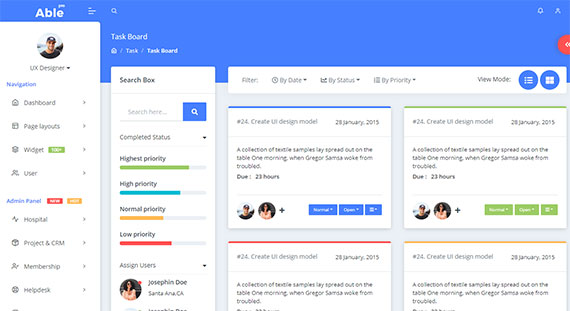 Able pro
UX Designer
Navigation
Dashboard
Page layouts
Widget 100+
User
Admin Panel NEW HOT
Hospital
Project & CRM
Membership
Helpdesk
Task Board
/ Task / Task Board
Search Box
Search here...
Completed Status
Highest priority
High priority
Normal priority
Low priority
Assign Users
Josephin Doe
Santa Ana,CA
Josephin Doe
Filter: By Date By Status By Priority View Mode:
#24. Create UI design model 28 January, 2015
A collection of textile samples lay spread out on the
table One morning, when Gregor Samsa woke from
troubled.
Due : 23 hours
Normal Open
#24. Create UI design model 28 January, 2015
A collection of textile samples lay spread out on the
table One morning, when Gregor Samsa woke from
troubled.
Due : 23 hours
Normal Open
#24. Create UI design model 28 January, 2015
A collection of textile samples lay spread out on the
table One morning, when Gregor Samsa woke from
troubled.
#24. Create UI design model 28 January, 2015
A collection of textile samples lay spread out on the
table One morning, when Gregor Samsa woke from
troubled.